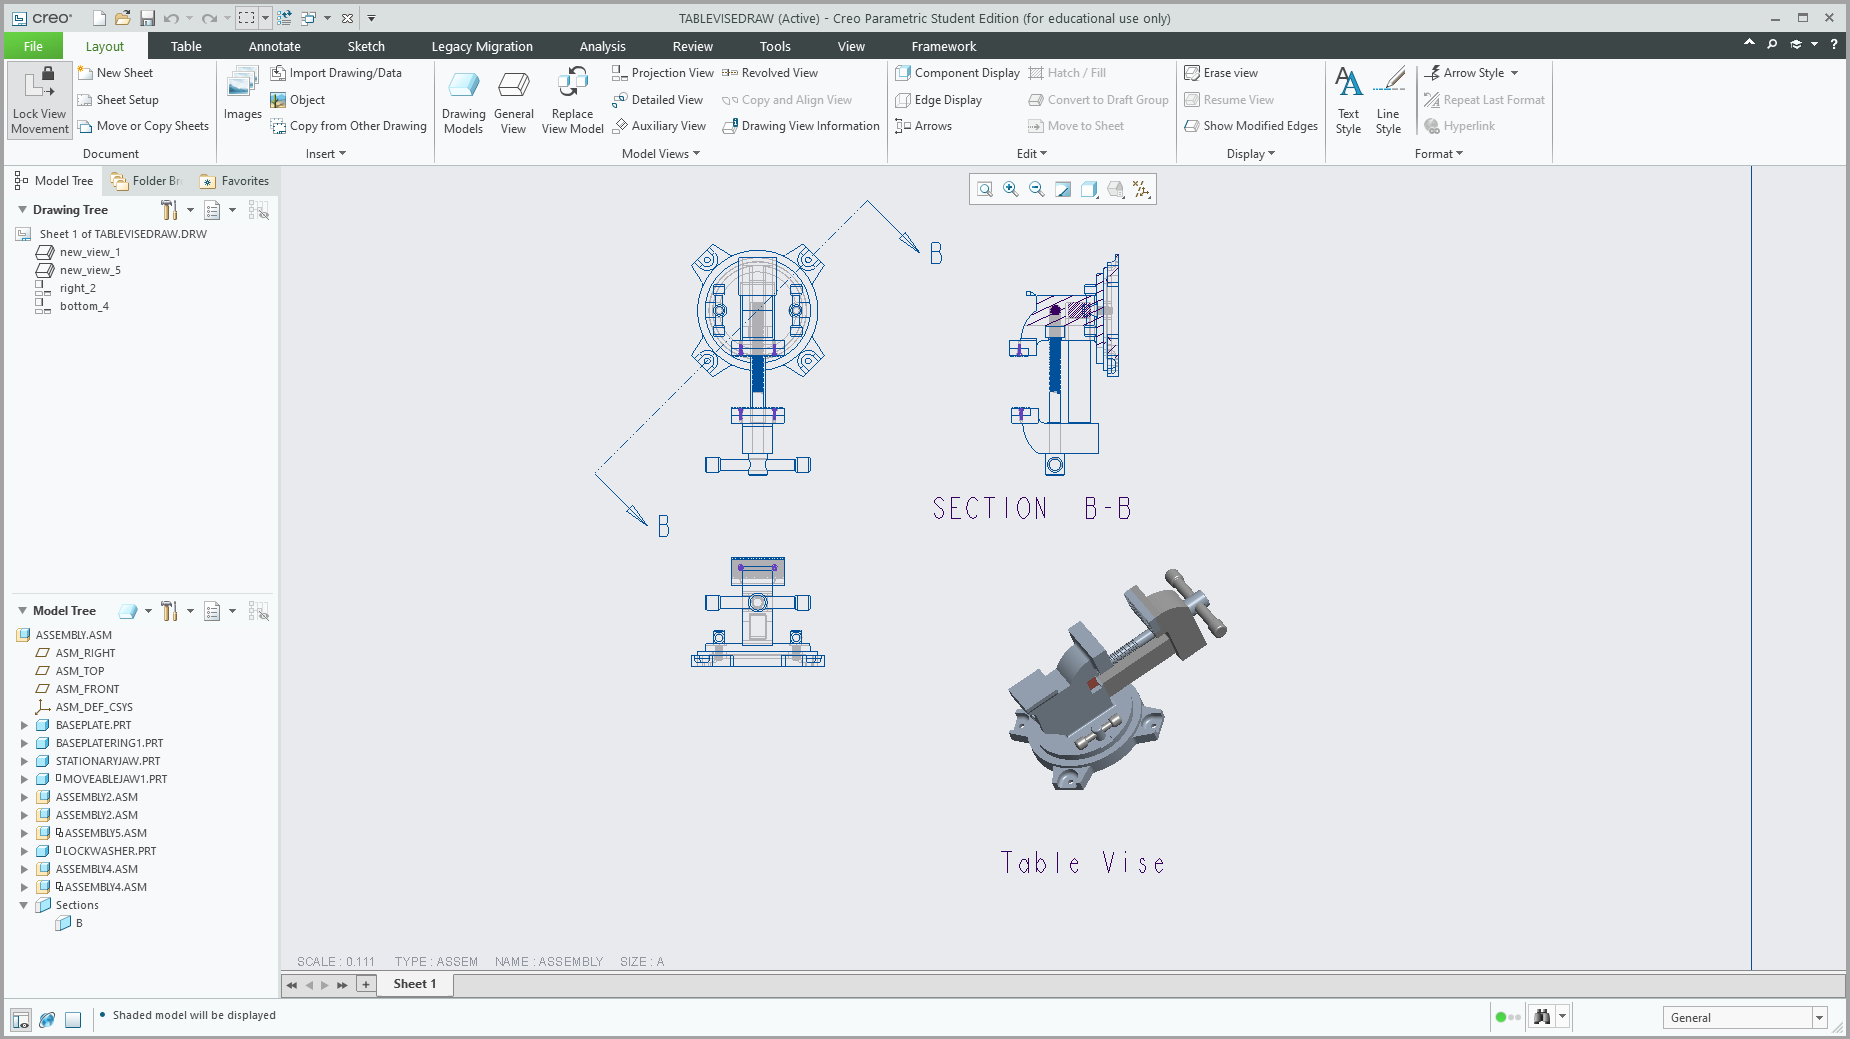 creo°
TABLEVISEDRAW (Active) - Creo Parametric Student Edition (for educational use only)
File Layout Table Annotate Sketch Legacy Migration Analysis Review Tools View Framework
Lock View Movement
New Sheet
Sheet Setup
Move or Copy Sheets
Document
Images
Import Drawing/Data
Object
Copy from Other Drawing
Insert
Drawing Models
General View
Replace View Model
Projection View
Detailed View
Auxiliary View
Revolved View
Copy and Align View
Drawing View Information
Model Views
Component Display
Edge Display
Arrows
Hatch / Fill
Convert to Draft Group
Move to Sheet
Edit
Erase view
Resume View
Show Modified Edges
Display
Text Style
Line Style
Arrow Style
Repeat Last Format
Hyperlink
Format
Model Tree Folder Br Favorites
Drawing Tree
Sheet 1 of TABLEVISEDRAW.DRW
new_view_1
new_view_5
right_2
bottom_4
Model Tree
ASSEMBLY.ASM
ASM_RIGHT
ASM_TOP
ASM_FRONT
ASM_DEF_CSYS
BASEPLATE.PRT
BASEPLATERING1.PRT
STATIONARYJAW.PRT
MOVEABLEJAW1.PRT
ASSEMBLY2.ASM
ASSEMBLY2.ASM
ASSEMBLY5.ASM
LOCKWASHER.PRT
ASSEMBLY4.ASM
ASSEMBLY4.ASM
Sections
B
B
B
SECTION B-B
Table Vise
SCALE : 0.111 TYPE : ASSEM NAME : ASSEMBLY SIZE : A
Sheet 1
Shaded model will be displayed
General